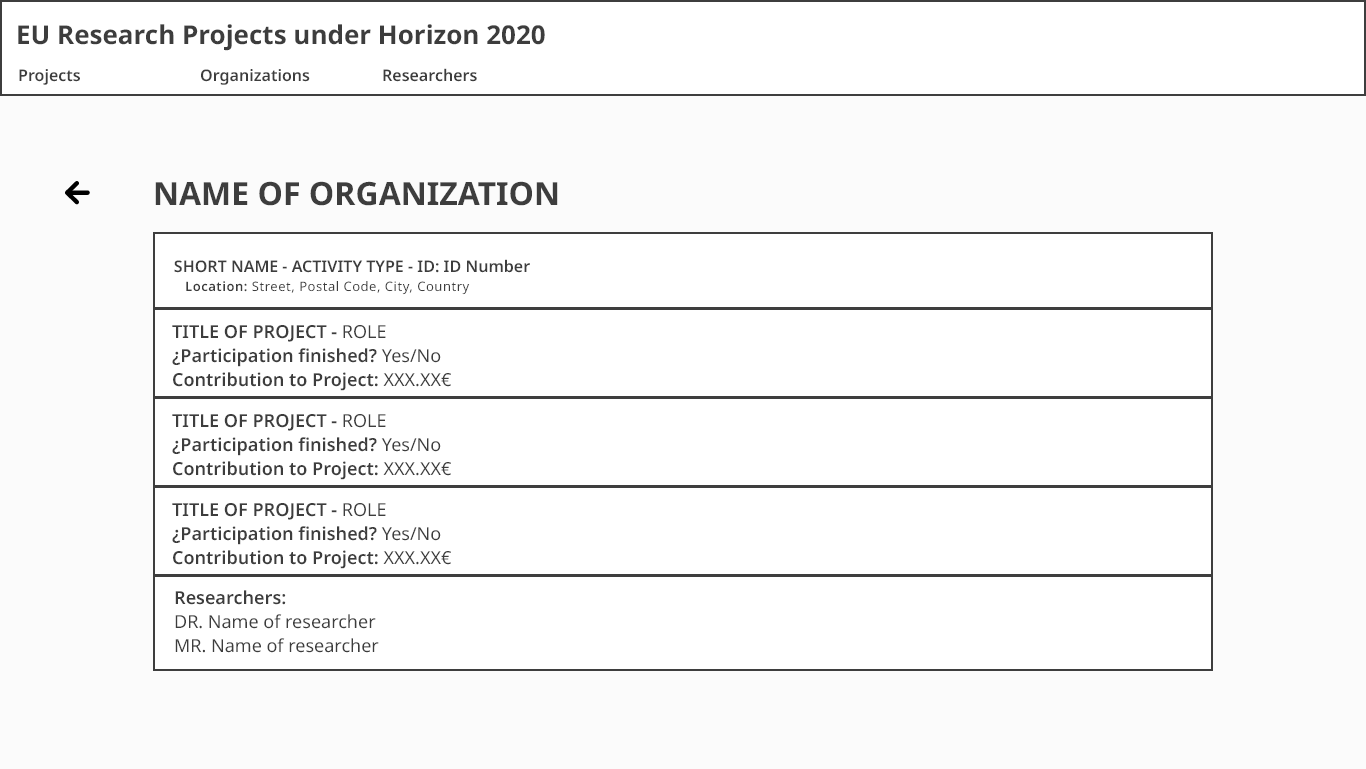 EU Research Projects under Horizon 2020
Projects Organizations Researchers
NAME OF ORGANIZATION
SHORT NAME - ACTIVITY TYPE - ID: ID Number
Location: Street, Postal Code, City, Country
TITLE OF PROJECT - ROLE
¿Participation finished? Yes/No
Contribution to Project: XXX.XX€
TITLE OF PROJECT - ROLE
¿Participation finished? Yes/No
Contribution to Project: XXX.XX€
TITLE OF PROJECT - ROLE
¿Participation finished? Yes/No
Contribution to Project: XXX.XX€
Researchers:
DR. Name of researcher
MR. Name of researcher